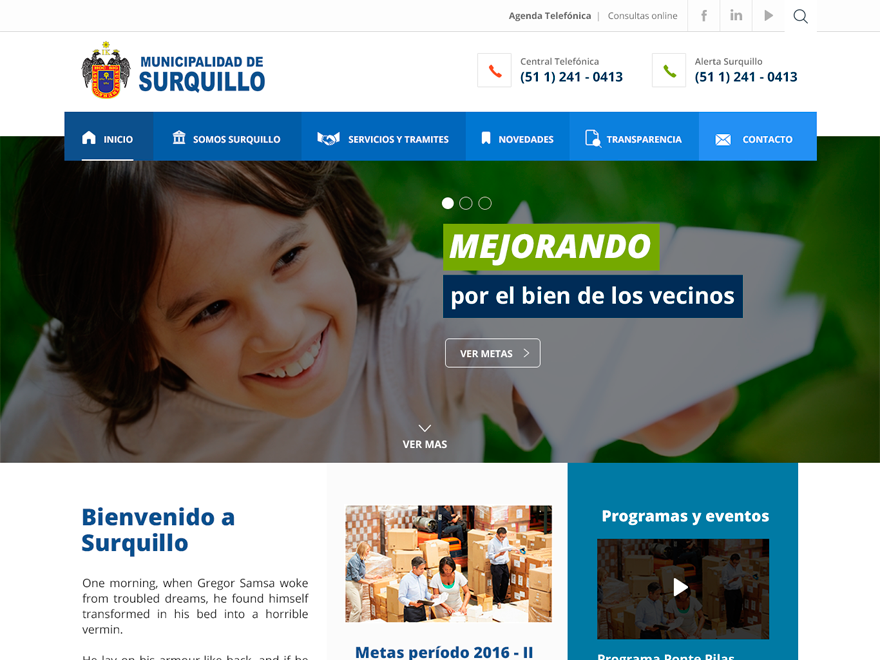 Agenda Telefónica | Consultas online
MUNICIPALIDAD DE
SURQUILLO
Central Telefónica
(51 1) 241 - 0413
Alerta Surquillo
(51 1) 241 - 0413
INICIO
SOMOS SURQUILLO
SERVICIOS Y TRAMITES
NOVEDADES
TRANSPARENCIA
CONTACTO
MEJORANDO
por el bien de los vecinos
VER METAS
VER MAS
Bienvenido a
Surquillo
One morning, when Gregor Samsa woke
from troubled dreams, he found himself
transformed in his bed into a horrible
vermin.
He lay on his armour-like back, and if he
Metas período 2016 - II
Programas y eventos
Programa Ponte Pilas